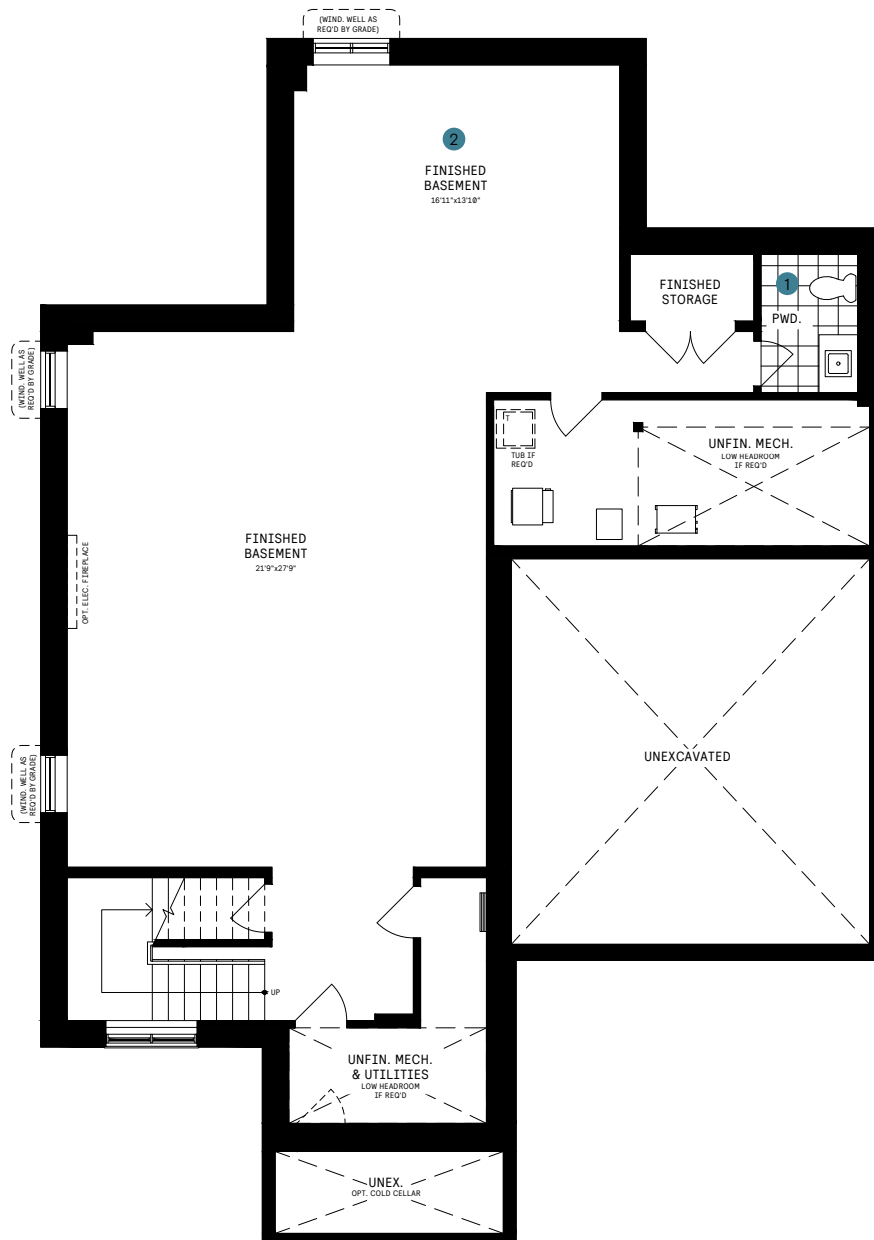 (WIND. WELL AS
REQ'D BY GRADE)
2
FINISHED
BASEMENT
16'11"x13'10"
FINISHED
STORAGE
1
PWD.
(WIND. WELL AS
REQ'D BY GRADE)
T
TUB IF
REQ'D
UNFIN. MECH.
LOW HEADROOM
IF REQ'D
OPT. ELEC. FIREPLACE
FINISHED
BASEMENT
21'9"x27'9"
UNEXCAVATED
(WIND. WELL AS
REQ'D BY GRADE)
UP
UNFIN. MECH.
& UTILITIES
LOW HEADROOM
IF REQ'D
UNEX.
OPT. COLD CELLAR